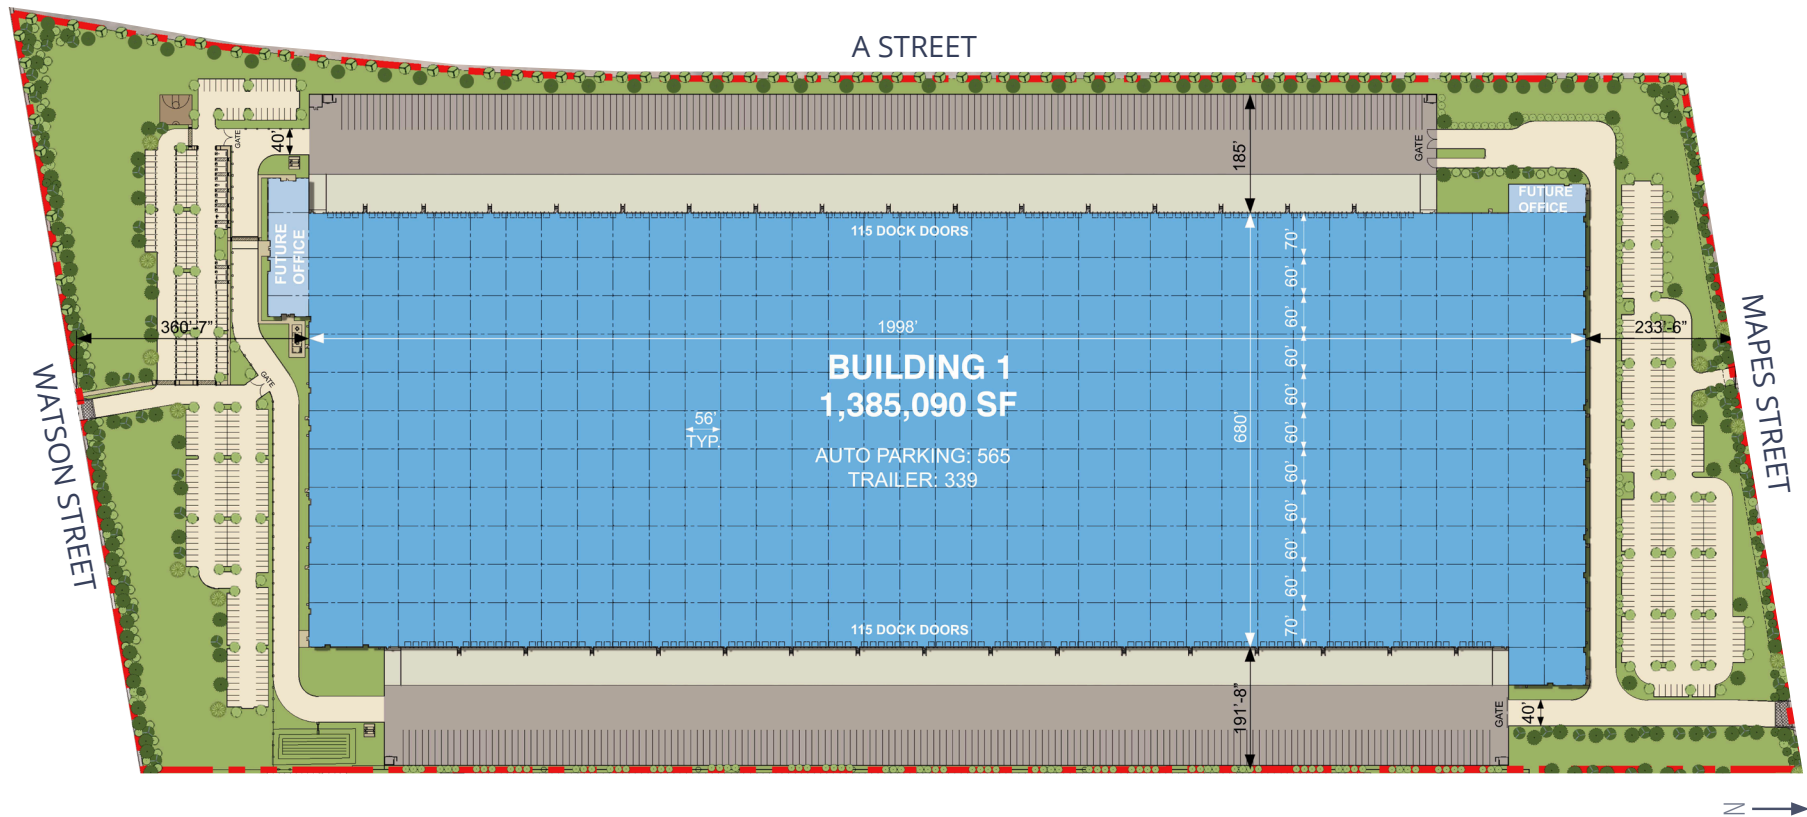 A STREET
GATE
40'
185'
GATE
FUTURE
OFFICE
115 DOCK DOORS
FUTURE
OFFICE
70'
60'
60'
60'
60'
60'
60'
60'
60'
60'
70'
360'-7"
1998'
233'-6"
BUILDING 1
1,385,090 SF
56'
TYP.
680'
AUTO PARKING: 565
TRAILER: 339
GATE
WATSON STREET
MAPES STREET
115 DOCK DOORS
191'-8"
GATE
40'
N